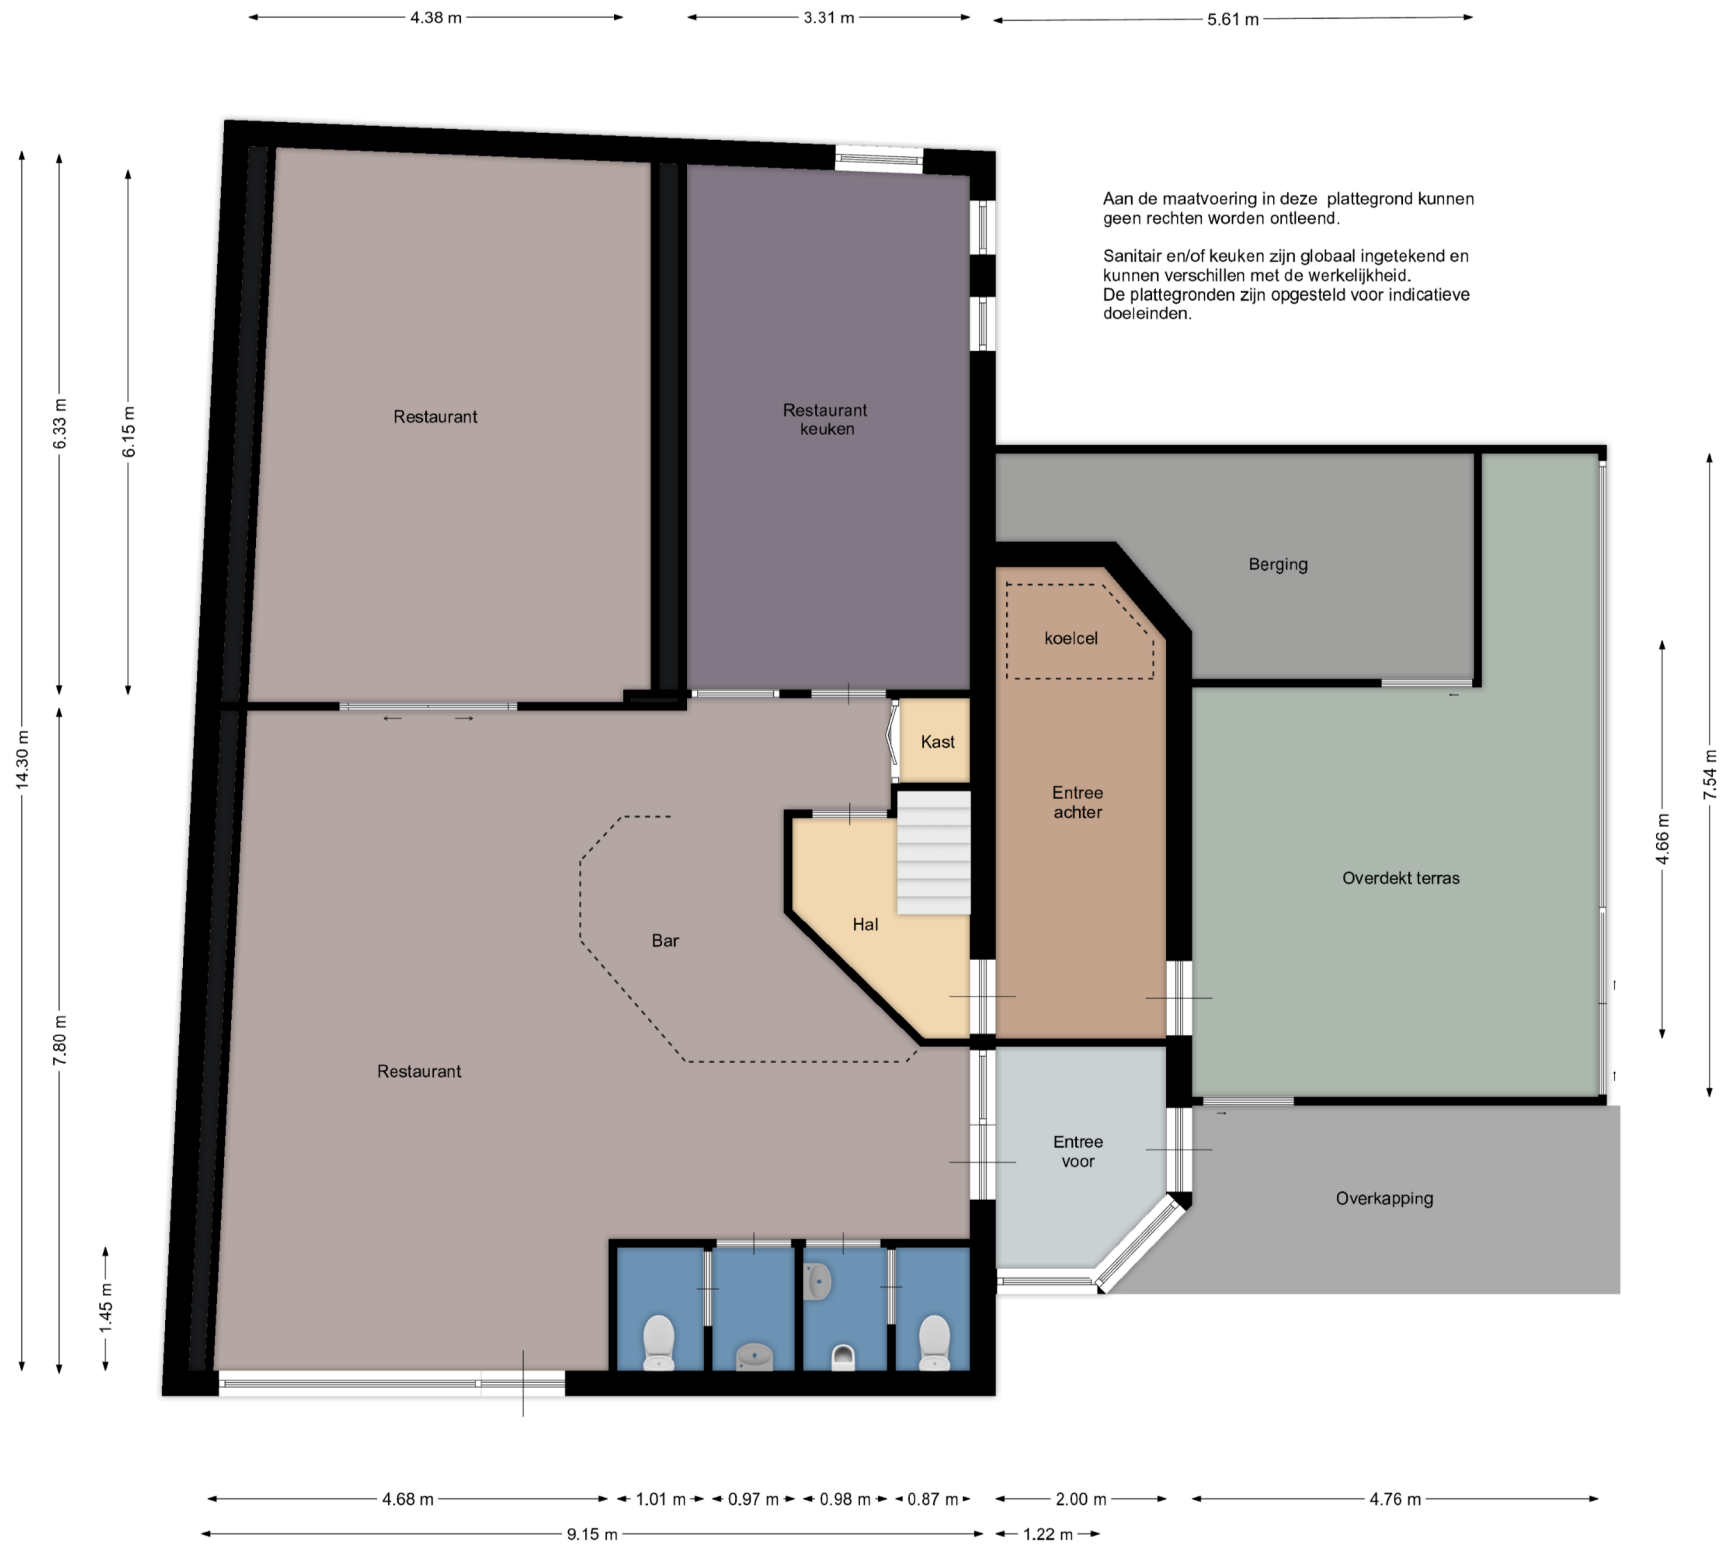 4.38 m
3.31 m
5.61 m
Aan de maatvoering in deze plattegrond kunnen
geen rechten worden ontleend.
Sanitair en/of keuken zijn globaal ingetekend en
kunnen verschillen met de werkelijkheid.
De plattegronden zijn opgesteld voor indicatieve
doeleinden.
14.30 m
6.33 m
6.15 m
Restaurant
Restaurant
keuken
Berging
koelcel
Kast
Entree
achter
7.54 m
4.66 m
Overdekt terras
Hal
Bar
7.80 m
Restaurant
Entree
voor
Overkapping
1.45 m
4.68 m
1.01 m
0.97 m
0.98 m
0.87 m
2.00 m
4.76 m
9.15 m
1.22 m